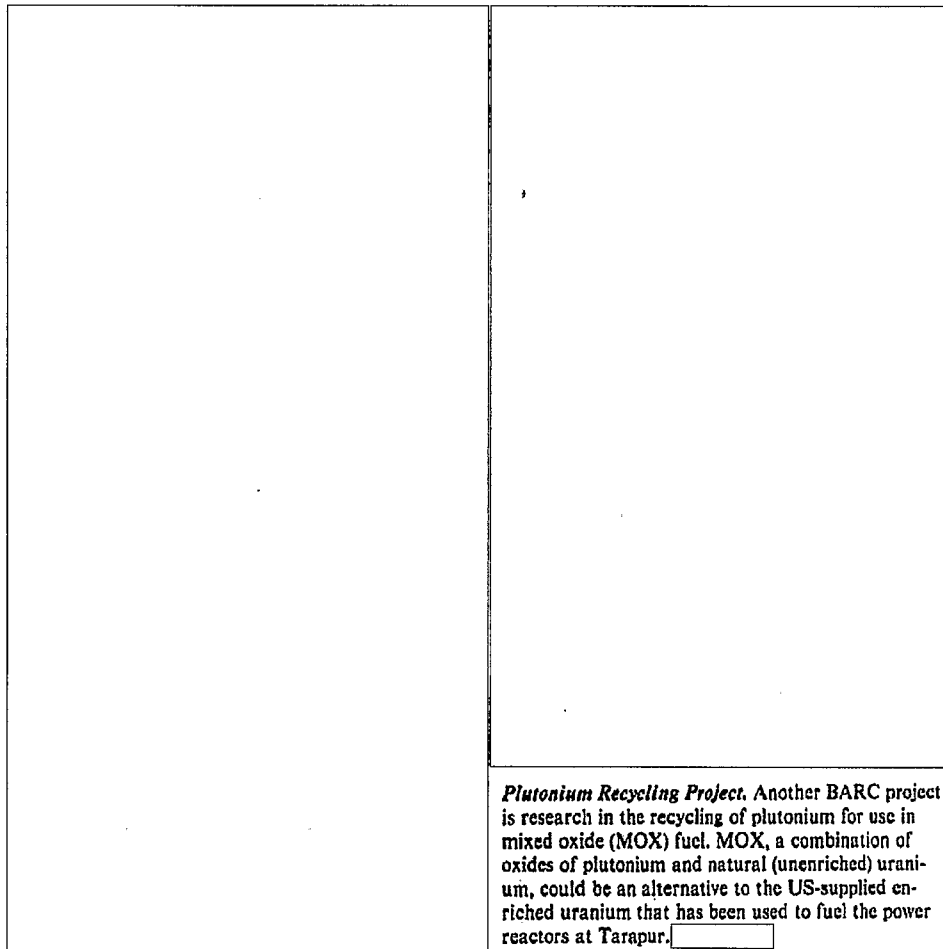 Plutonium Recycling Project. Another BARC project
is research in the recycling of plutonium for use in
mixed oxide (MOX) fuel. MOX, a combination of
oxides of plutonium and natural (unenriched) urani-
um, could be an alternative to the US-supplied en-
riched uranium that has been used to fuel the power
reactors at Tarapur.